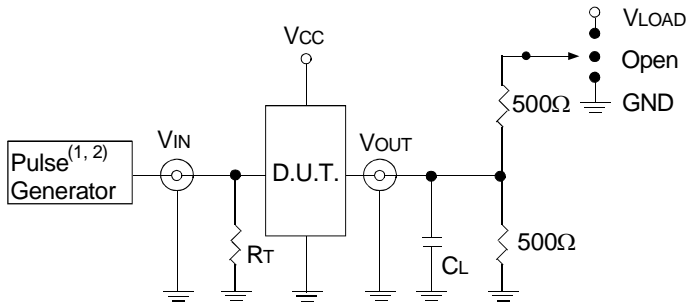 VLOAD
VCC
Open
500Ω
GND
VIN
VOUT
Pulse(1, 2)
Generator
D.U.T.
RT
500Ω
CL